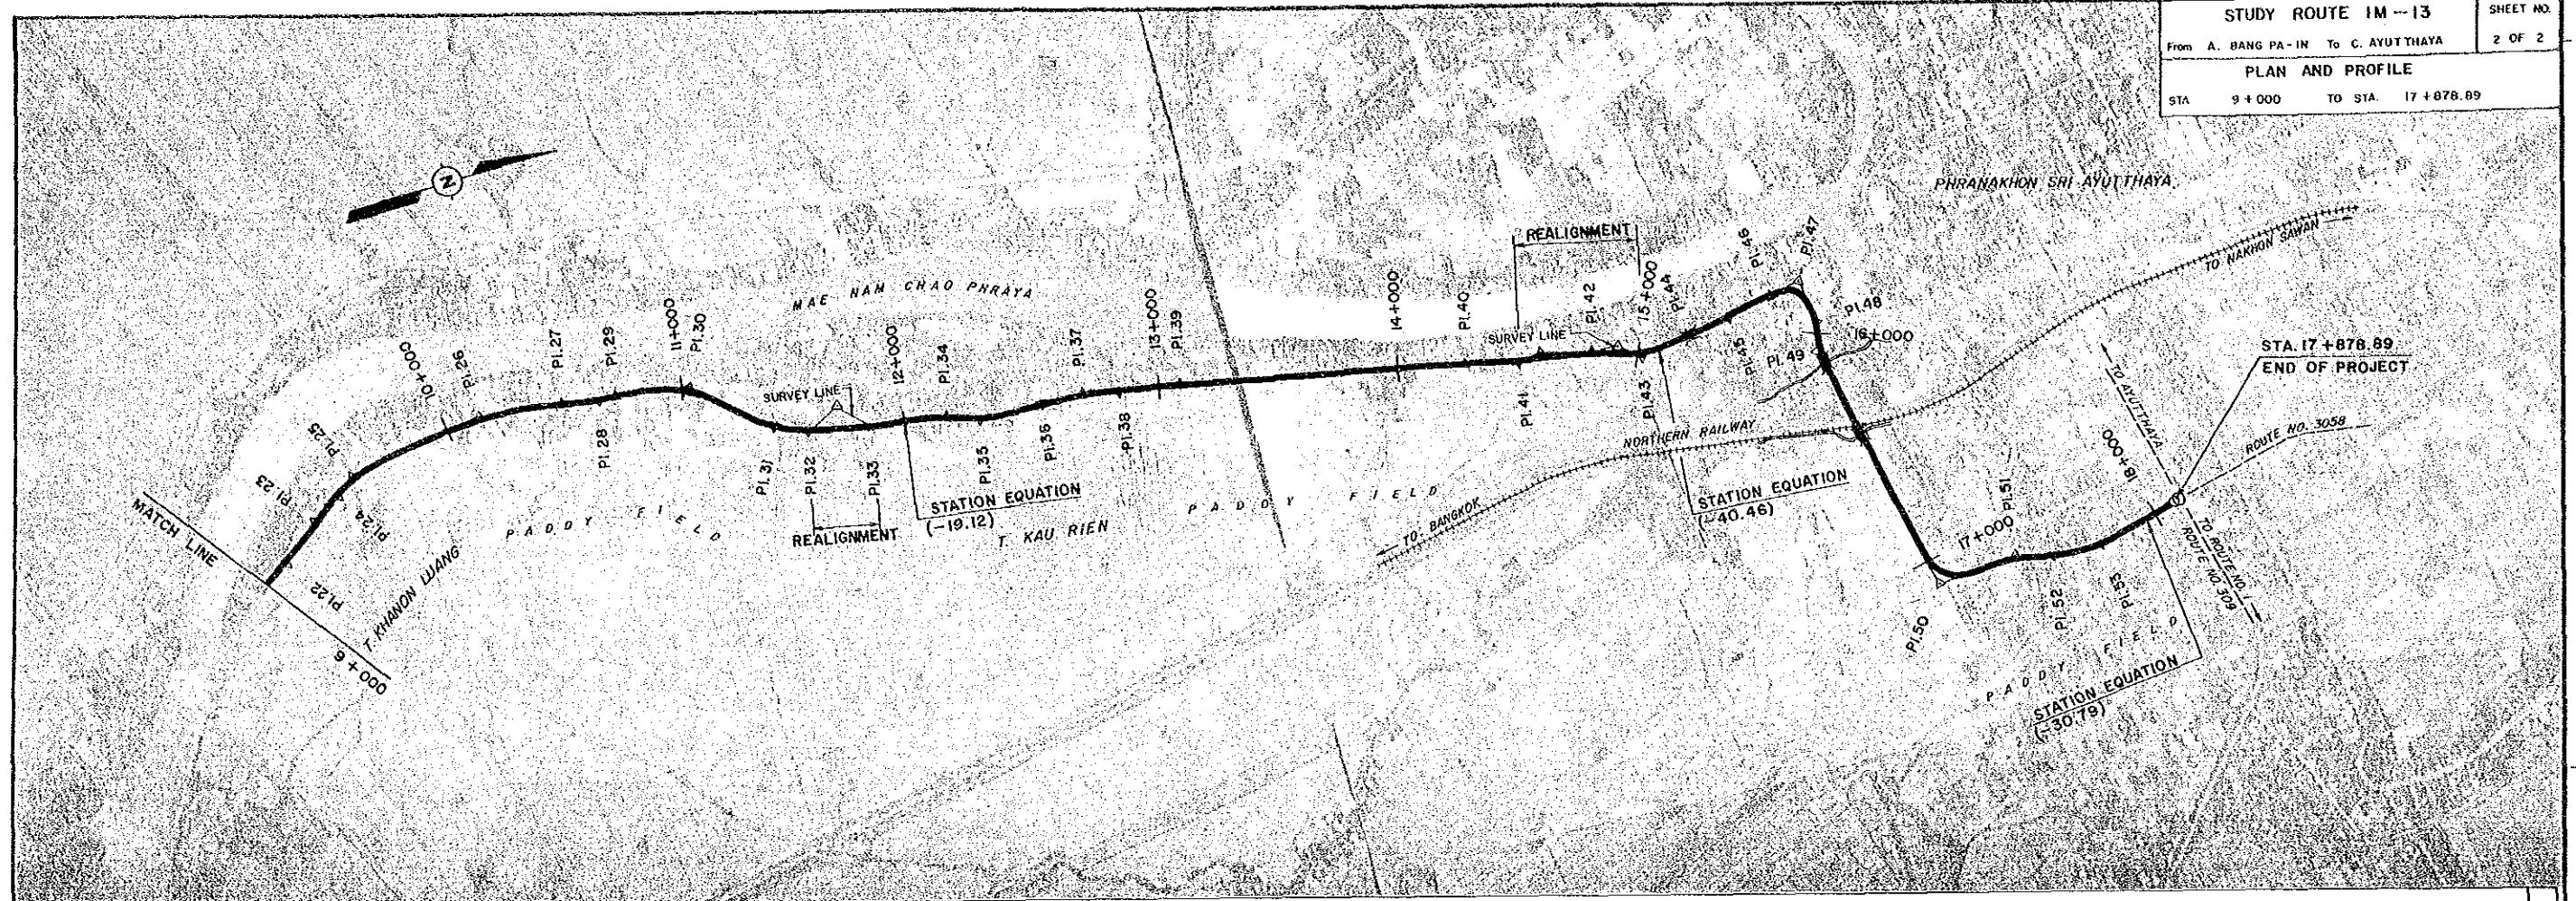 STUDY ROUTE 1M-13
From A. BANG PA-IN To C. AYUTTHAYA
SHEET NO.
2 OF 2
PLAN AND PROFILE
STA 9+000 TO STA. 17+878.89
N
PHRANAKHON SRI AYUTTHAYA
TO NAKHON SAWAN
REALIGNMENT
MAE NAM CHAO PHRAYA
10+000
PI.26
PI.27
PI.29
11+000
PI.30
SURVEY LINE
12+000
PI.34
PI.37
13+000
PI.39
14+000
PI.40
SURVEY LINE
PI.42
15+000
PI.44
PI.46
PI.47
PI.48
16+000
PI.45
PI.49
STA. 17+878.89
END OF PROJECT
TO AYUTTHAYA
ROUTE NO. 3058
18+000
PI.25
PI.23
PI.24
PI.22
MATCH LINE
9+000
T. KHANON LUANG
PADDY FIELD
PI.28
PI.31
PI.32
PI.33
REALIGNMENT
STATION EQUATION
(-19.12)
PI.35
PI.36
PI.38
T. KAU RIEN
PADDY FIELD
PI.41
PI.43
NORTHERN RAILWAY
TO BANGKOK
STATION EQUATION
(-40.46)
17+000
PI.51
PI.50
PI.52
PI.53
TO ROUTE NO. 1
ROUTE NO. 309
PADDY FIELD
STATION EQUATION
(-30.79)